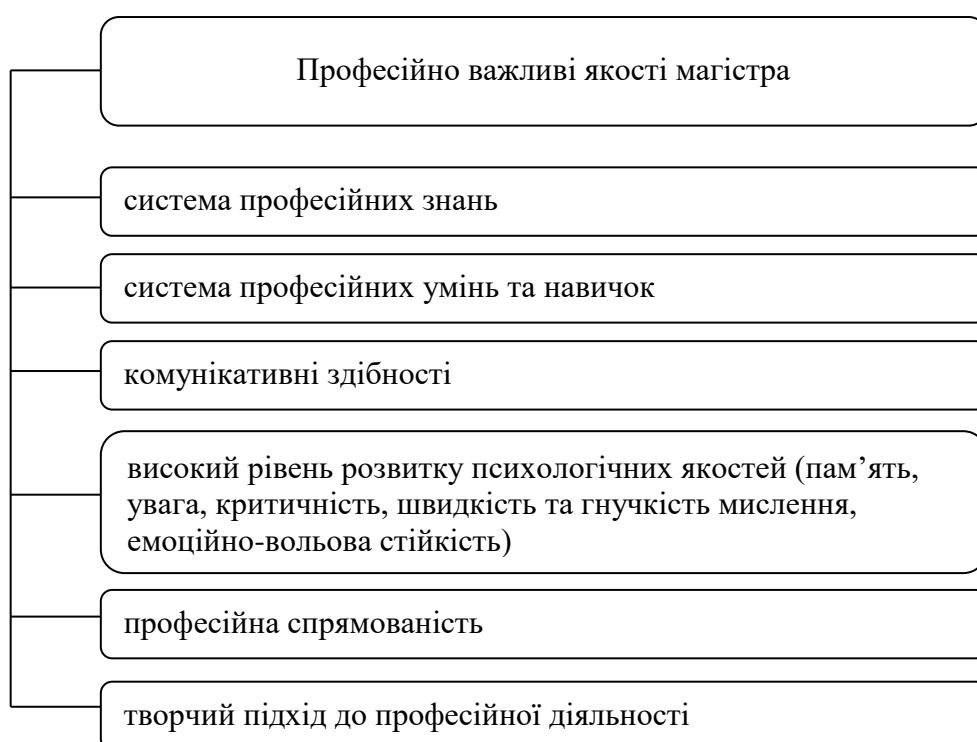 Професійно важливі якості магістра
система професійних знань
система професійних умінь та навичок
комунікативні здібності
високий рівень розвитку психологічних якостей (пам’ять,
увага, критичність, швидкість та гнучкість мислення,
емоційно-вольова стійкість)
професійна спрямованість
творчий підхід до професійної діяльності